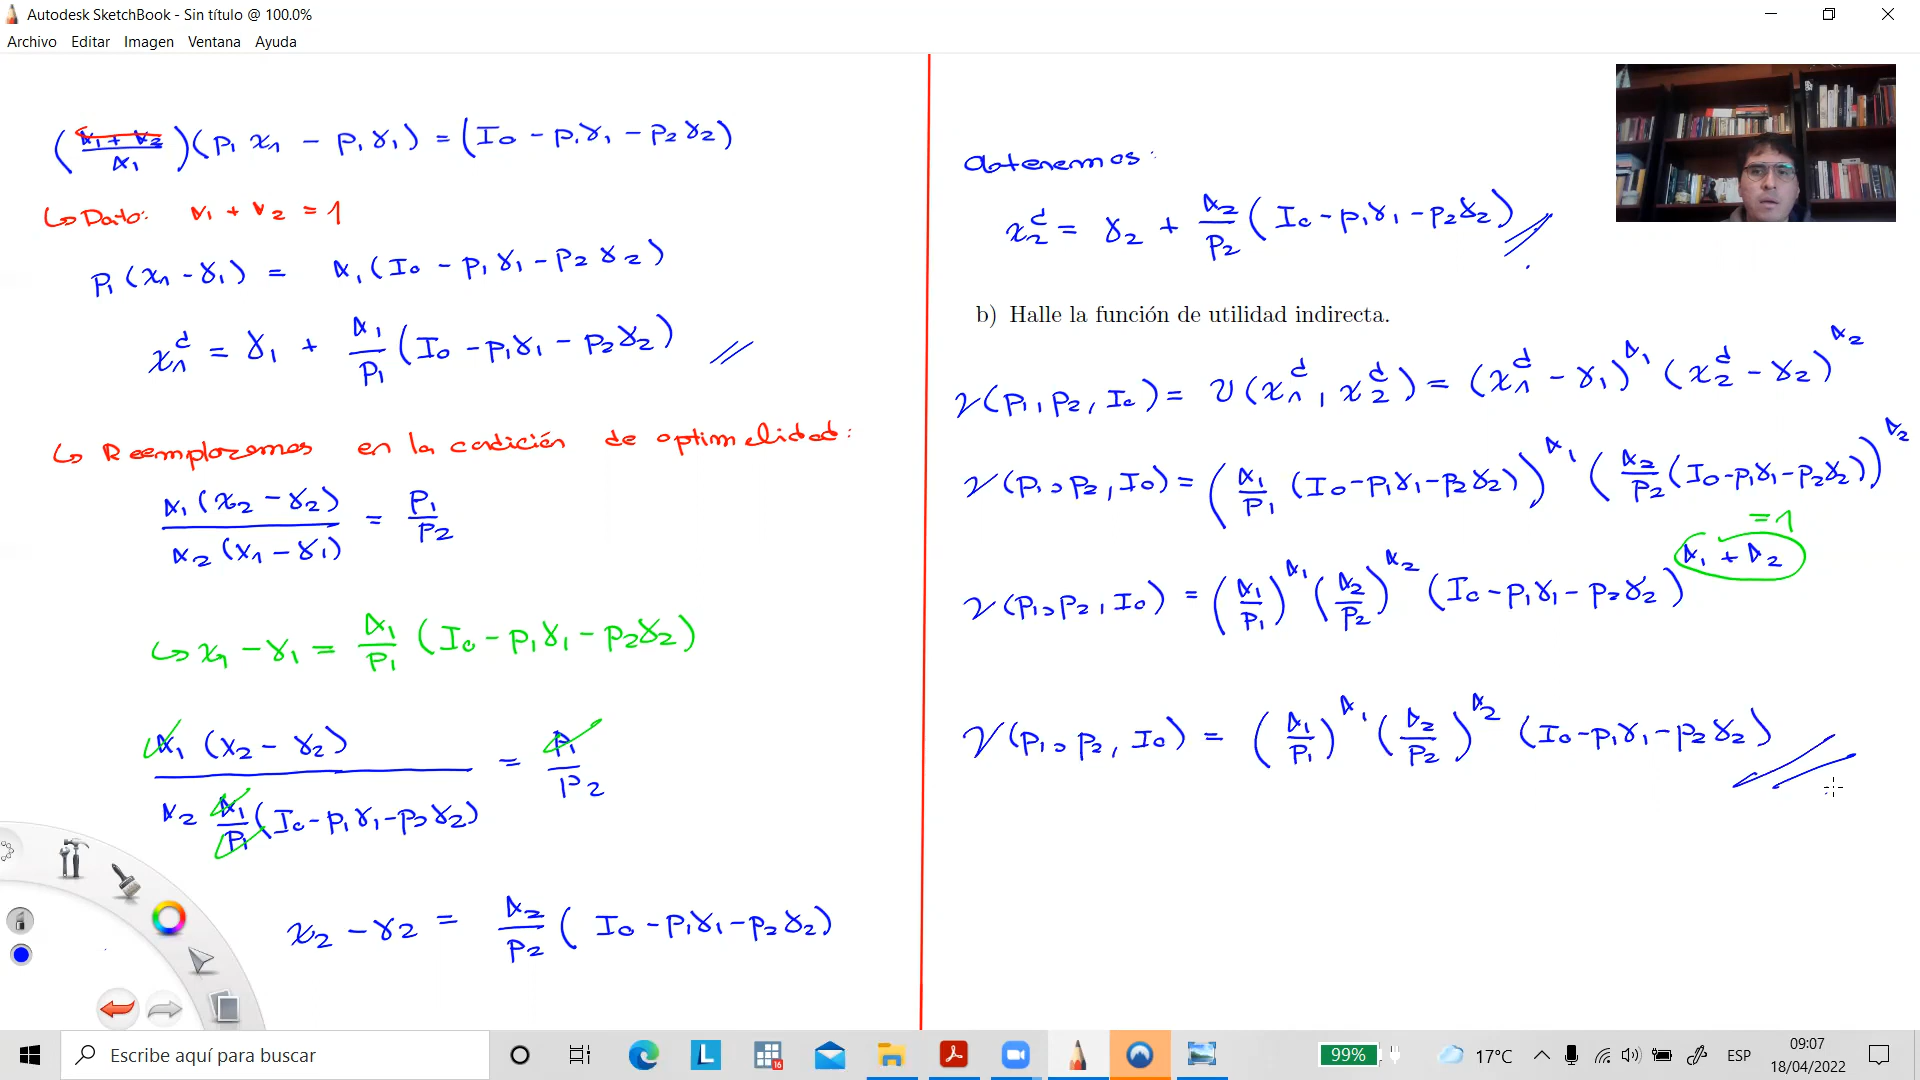 Autodesk SketchBook - Sin título @ 100.0%
Archivo Editar Imagen Ventana Ayuda
((α₁ + α₂)/α₁)(p₁ x₁ − p₁γ₁) = (I₀ − p₁γ₁ − p₂γ₂)
↪ Dato: α₁ + α₂ = 1
p₁(x₁ − γ₁) = α₁(I₀ − p₁γ₁ − p₂γ₂)
x₁ᵈ = γ₁ + α₁/p₁ (I₀ − p₁γ₁ − p₂γ₂)
↪ Reemplazamos en la condición de optimalidad:
α₁(x₂ − γ₂)/α₂(x₁ − γ₁) = p₁/p₂
↪ x₁ − γ₁ = α₁/p₁ (I₀ − p₁γ₁ − p₂γ₂)
α₁(x₂ − γ₂)/(α₂ α₁/p₁ (I₀ − p₁γ₁ − p₂γ₂)) = p₁/p₂
x₂ − γ₂ = α₂/p₂ (I₀ − p₁γ₁ − p₂γ₂)
Obtenemos:
x₂ᵈ = γ₂ + α₂/p₂ (I₀ − p₁γ₁ − p₂γ₂)
b) Halle la función de utilidad indirecta.
V(p₁, p₂, I₀) = U(x₁ᵈ, x₂ᵈ) = (x₁ᵈ − γ₁)^α₁ (x₂ᵈ − γ₂)^α₂
V(p₁, p₂, I₀) = (α₁/p₁ (I₀ − p₁γ₁ − p₂γ₂))^α₁ (α₂/p₂ (I₀ − p₁γ₁ − p₂γ₂))^α₂
= 1
V(p₁, p₂, I₀) = (α₁/p₁)^α₁ (α₂/p₂)^α₂ (I₀ − p₁γ₁ − p₂γ₂)^(α₁ + α₂)
V(p₁, p₂, I₀) = (α₁/p₁)^α₁ (α₂/p₂)^α₂ (I₀ − p₁γ₁ − p₂γ₂)
Escribe aquí para buscar
L
16
99%
17°C
ESP
09:07
18/04/2022